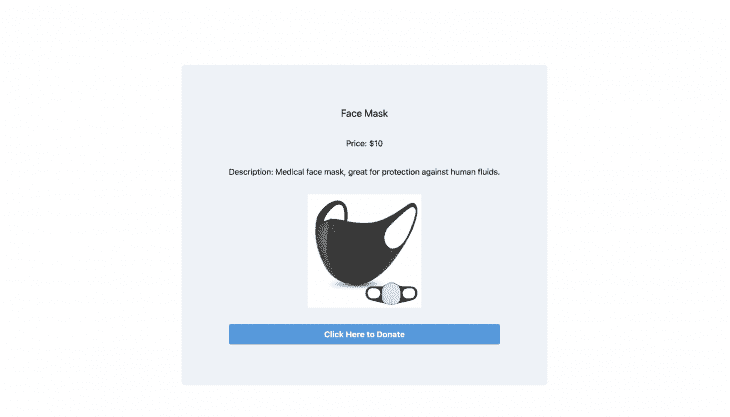 Face Mask
Price: $10
Description: Medical face mask, great for protection against human fluids.
Click Here to Donate